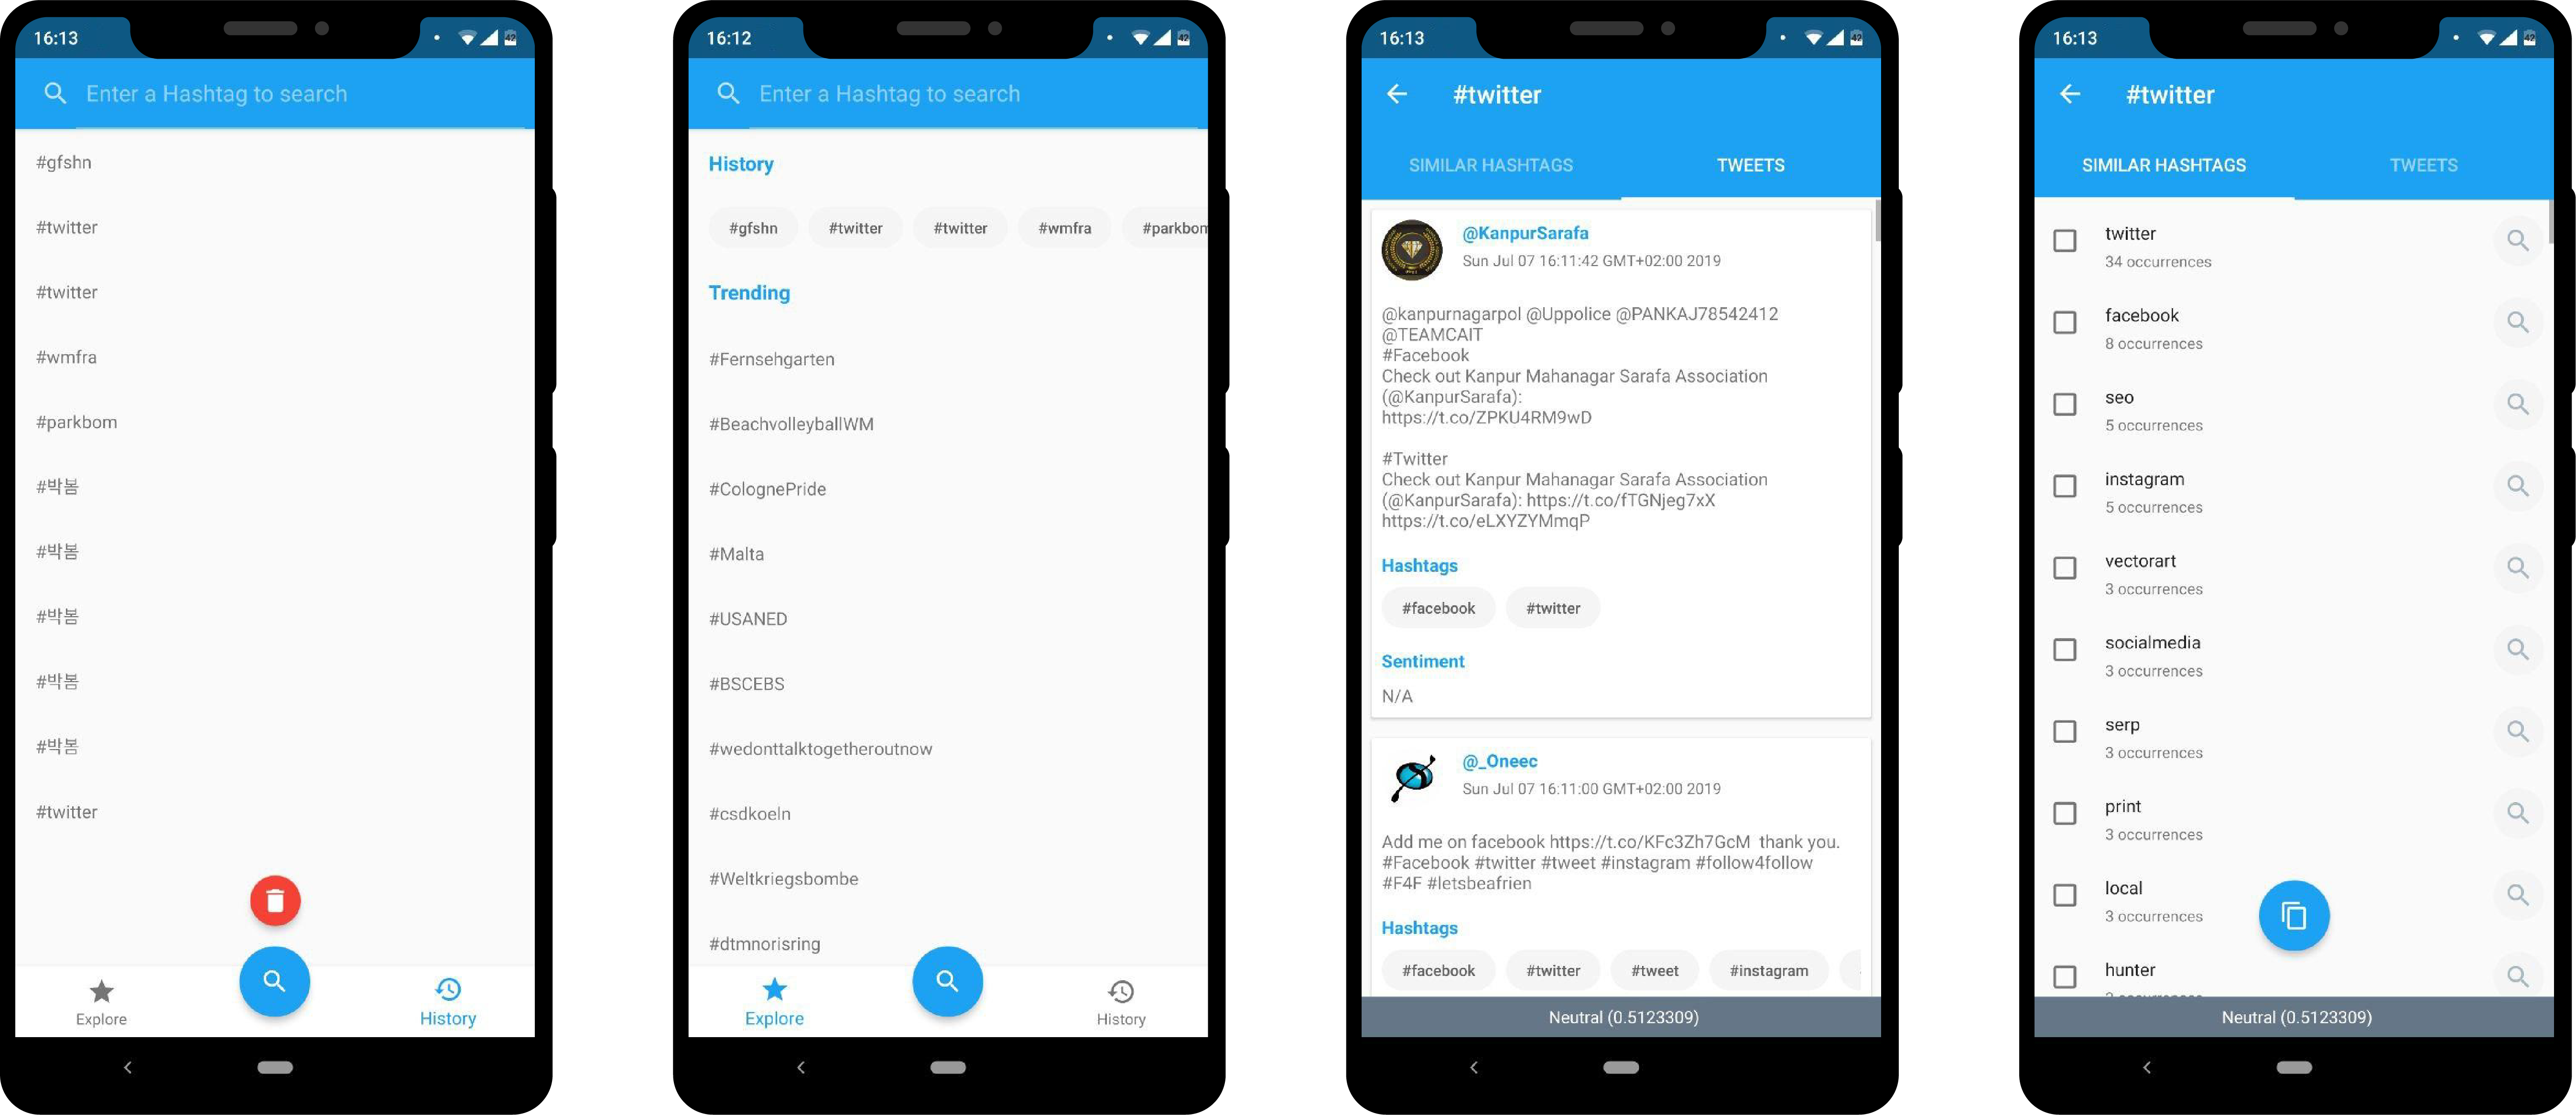 16:13
42
Enter a Hashtag to search
#gfshn
#twitter
#twitter
#wmfra
#parkbom
#박봄
#박봄
#박봄
#박봄
#박봄
#twitter
Explore
History
16:12
42
Enter a Hashtag to search
History
#gfshn
#twitter
#twitter
#wmfra
#parkbom
Trending
#Fernsehgarten
#BeachvolleyballWM
#ColognePride
#Malta
#USANED
#BSCEBS
#wedonttalktogetheroutnow
#csdkoeln
#Weltkriegsbombe
#dtmnorisring
Explore
History
16:13
42
#twitter
SIMILAR HASHTAGS
TWEETS
@KanpurSarafa
Sun Jul 07 16:11:42 GMT+02:00 2019
@kanpurnagarpol @Uppolice @PANKAJ78542412
@TEAMCAIT
#Facebook
Check out Kanpur Mahanagar Sarafa Association
(@KanpurSarafa):
https://t.co/ZPKU4RM9wD
#Twitter
Check out Kanpur Mahanagar Sarafa Association
(@KanpurSarafa): https://t.co/fTGNjeg7xX
https://t.co/eLXYZYMmqP
Hashtags
#facebook
#twitter
Sentiment
N/A
@_Oneec
Sun Jul 07 16:11:00 GMT+02:00 2019
Add me on facebook https://t.co/KFc3Zh7GcM thank you.
#Facebook #twitter #tweet #instagram #follow4follow
#F4F #letsbeafrien
Hashtags
#facebook
#twitter
#tweet
#instagram
Neutral (0.5123309)
16:13
42
#twitter
SIMILAR HASHTAGS
TWEETS
twitter
34 occurrences
facebook
8 occurrences
seo
5 occurrences
instagram
5 occurrences
vectorart
3 occurrences
socialmedia
3 occurrences
serp
3 occurrences
print
3 occurrences
local
3 occurrences
hunter
Neutral (0.5123309)